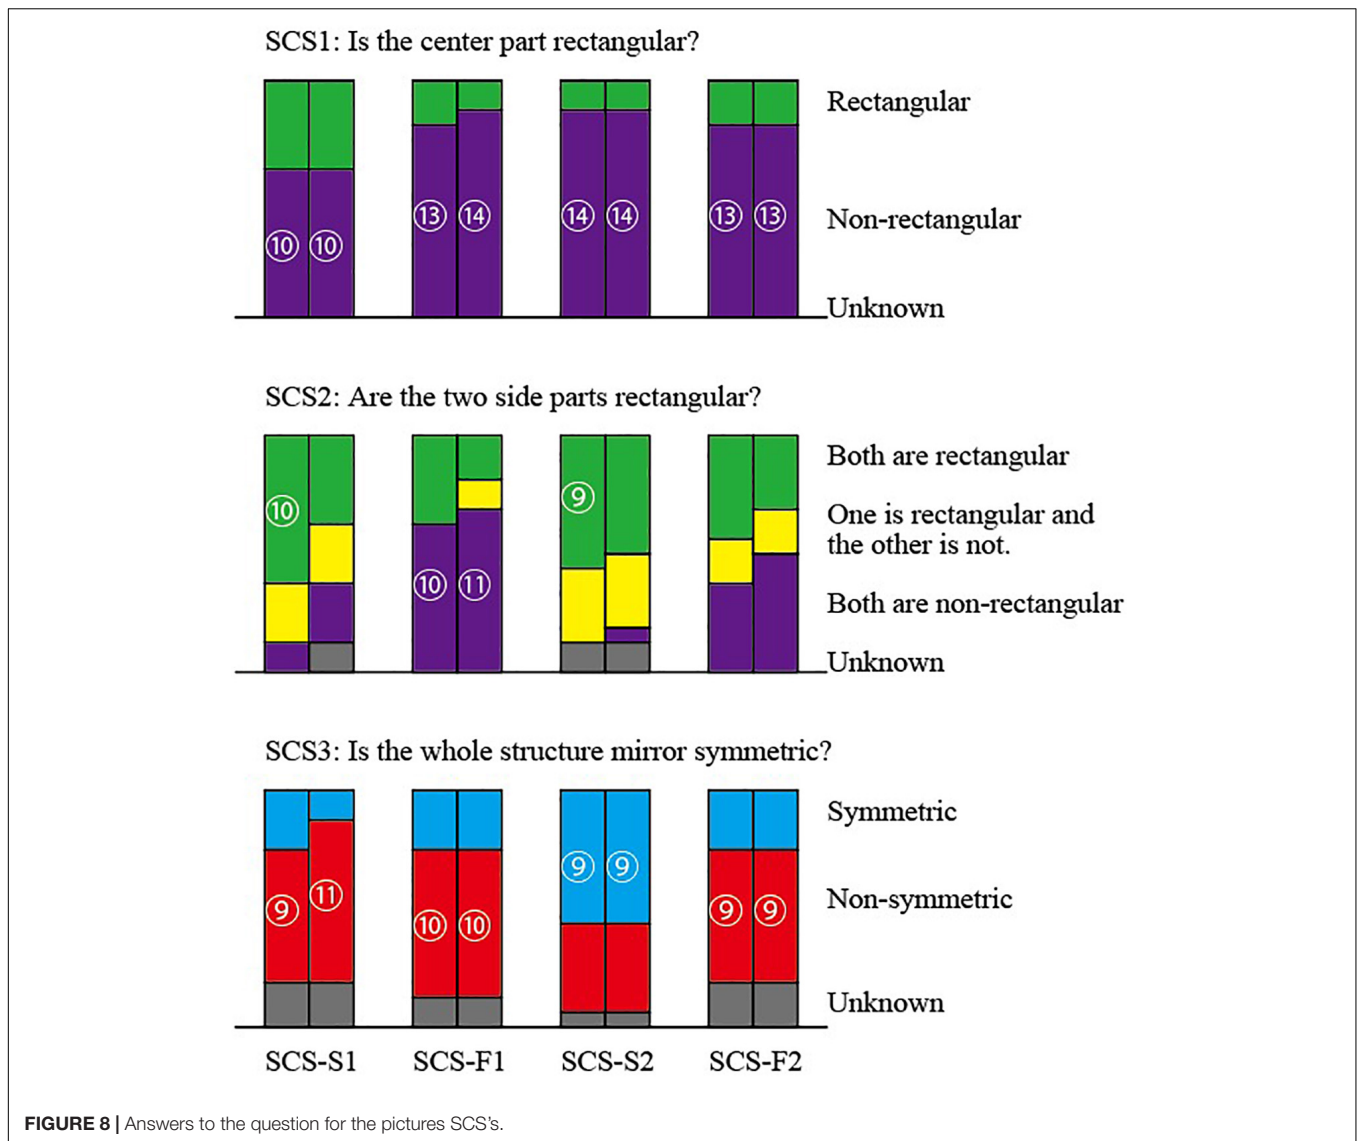 SCS1: Is the center part rectangular?
Rectangular
Non-rectangular
⑬ ⑭ ⑭ ⑭ ⑬ ⑬
⑩ ⑩
Unknown
SCS2: Are the two side parts rectangular?
Both are rectangular
⑩ ⑨
One is rectangular and
the other is not.
⑩ ⑪
Both are non-rectangular
Unknown
SCS3: Is the whole structure mirror symmetric?
Symmetric
⑨ ⑨
Non-symmetric
⑨ ⑪ ⑩ ⑩ ⑨ ⑨
Unknown
SCS-S1 SCS-F1 SCS-S2 SCS-F2
FIGURE 8 | Answers to the question for the pictures SCS's.